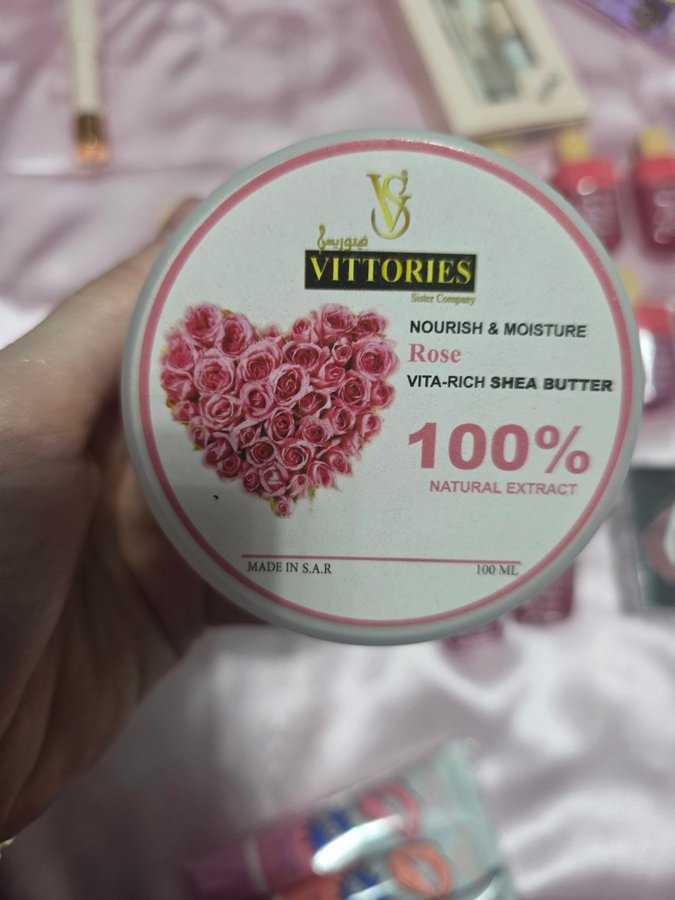 VS
فيتوريس
VITTORIES
Sister Company
NOURISH & MOISTURE
Rose
VITA-RICH SHEA BUTTER
100%
NATURAL EXTRACT
MADE IN S.A.R
100 ML